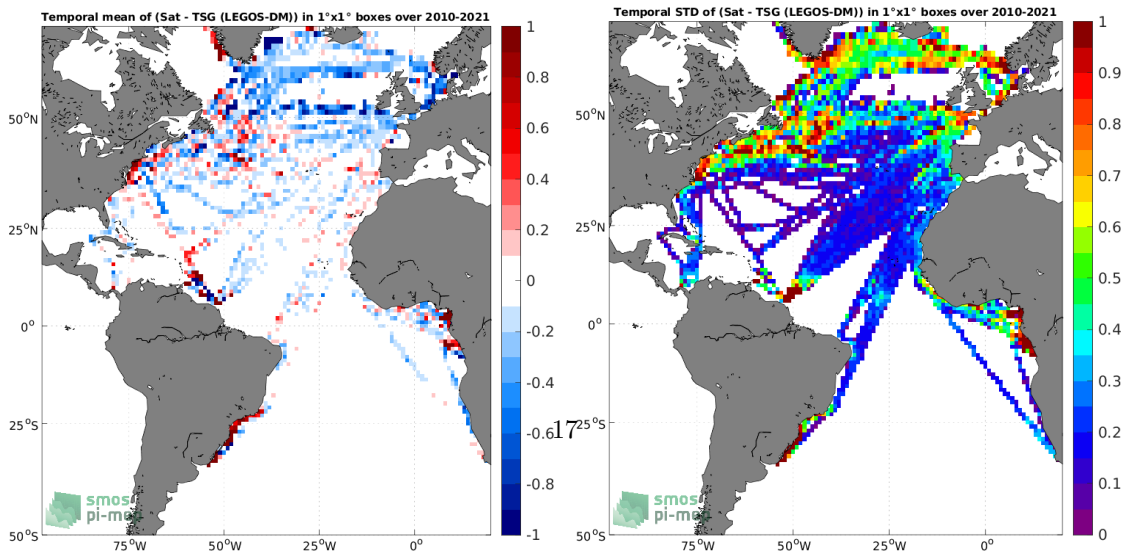 Temporal mean of (Sat - TSG (LEGOS-DM)) in 1°x1° boxes over 2010-2021
50°N
25°N
0°
25°S
50°S
75°W
50°W
25°W
0°
1
0.8
0.6
0.4
0.2
0
-0.2
-0.4
-0.6
-0.8
-1
smos
pi-mep
17
Temporal STD of (Sat - TSG (LEGOS-DM)) in 1°x1° boxes over 2010-2021
50°N
25°N
0°
25°S
50°S
75°W
50°W
25°W
0°
1
0.9
0.8
0.7
0.6
0.5
0.4
0.3
0.2
0.1
0
smos
pi-mep